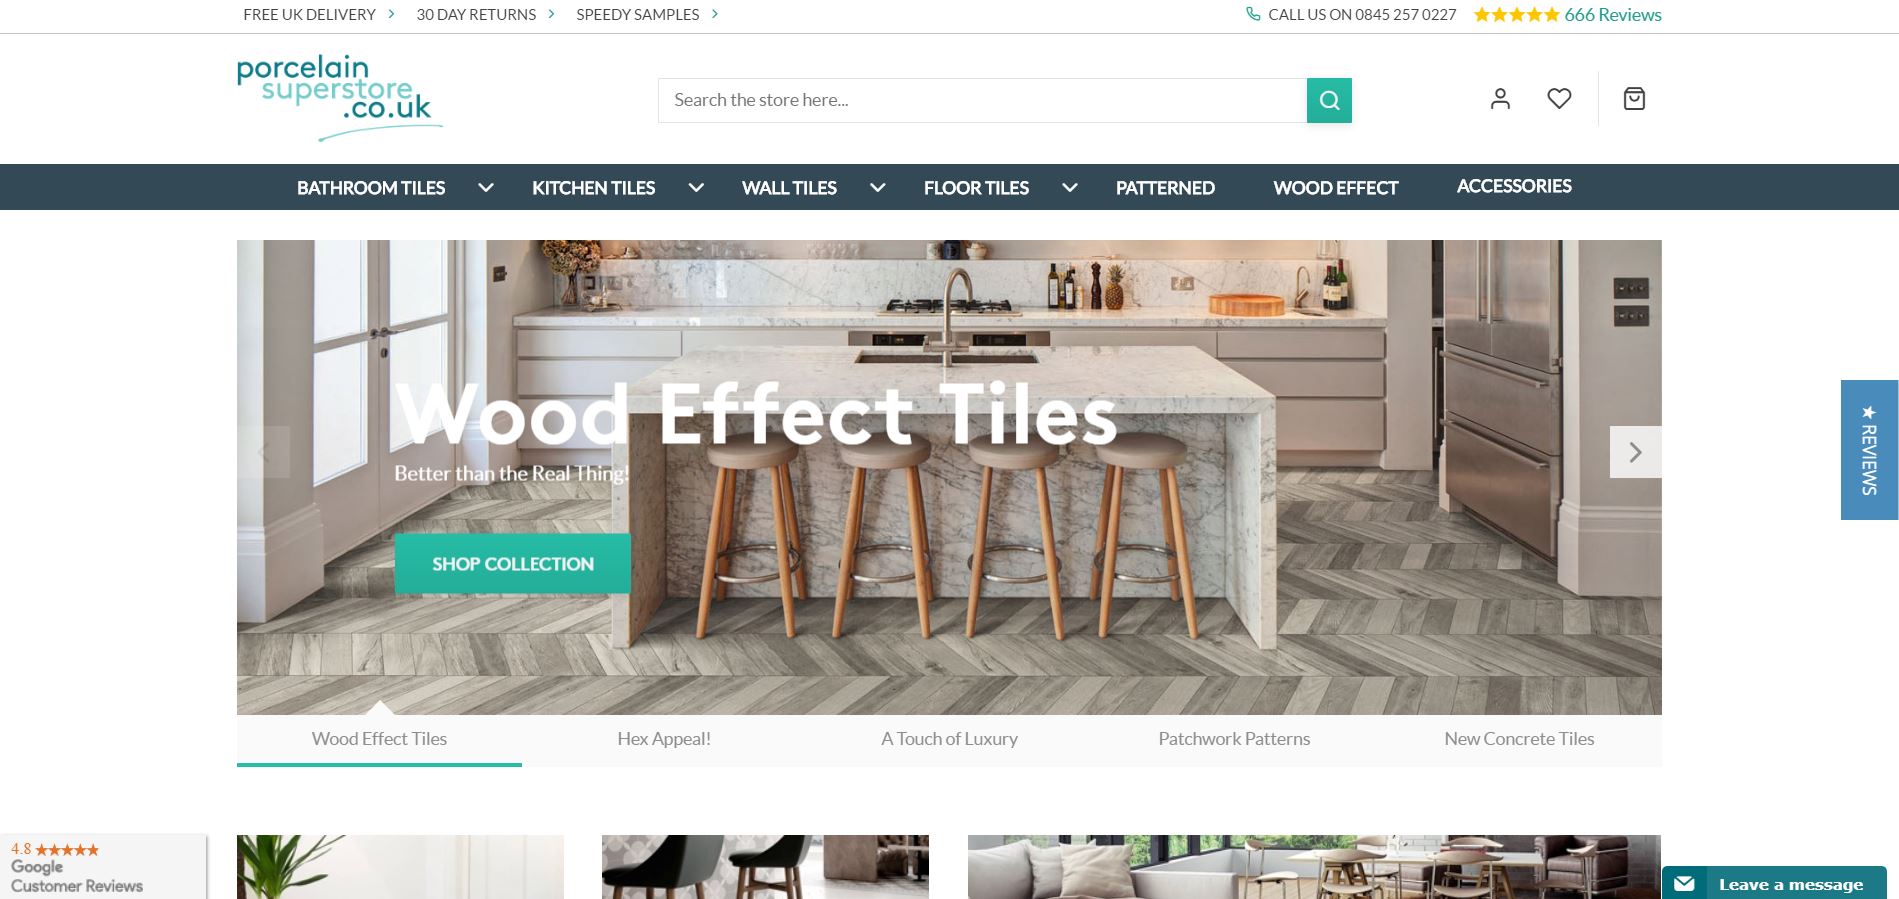 FREE UK DELIVERY
30 DAY RETURNS
SPEEDY SAMPLES
CALL US ON 0845 257 0227
666 Reviews
porcelain
superstore
.co.uk
Search the store here...
BATHROOM TILES
KITCHEN TILES
WALL TILES
FLOOR TILES
PATTERNED
WOOD EFFECT
ACCESSORIES
Wood Effect Tiles
Better than the Real Thing!
SHOP COLLECTION
★ REVIEWS
Wood Effect Tiles
Hex Appeal!
A Touch of Luxury
Patchwork Patterns
New Concrete Tiles
4.8 ★★★★★
Google
Customer Reviews
Leave a message